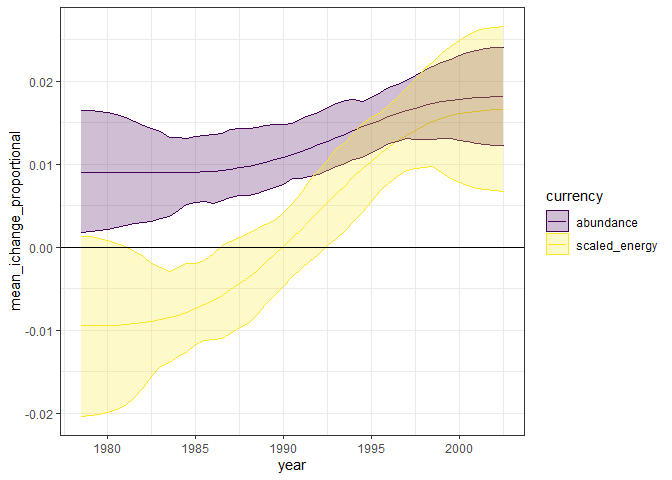 0.02
0.01
0.00
-0.01
-0.02
mean_ichange_proportional
1980
1985
1990
1995
2000
year
currency
abundance
scaled_energy